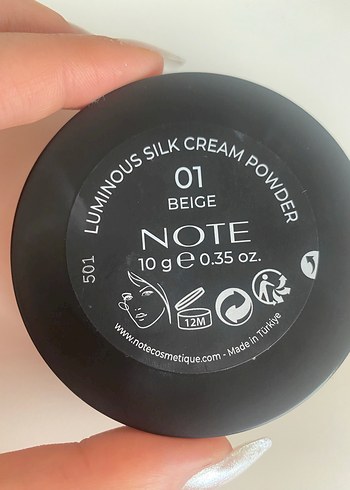 LUMINOUS SILK CREAM POWDER
01
BEIGE
NOTE
10 g e 0.35 oz.
501
12M
www.notecosmetique.com - Made in Türkiye